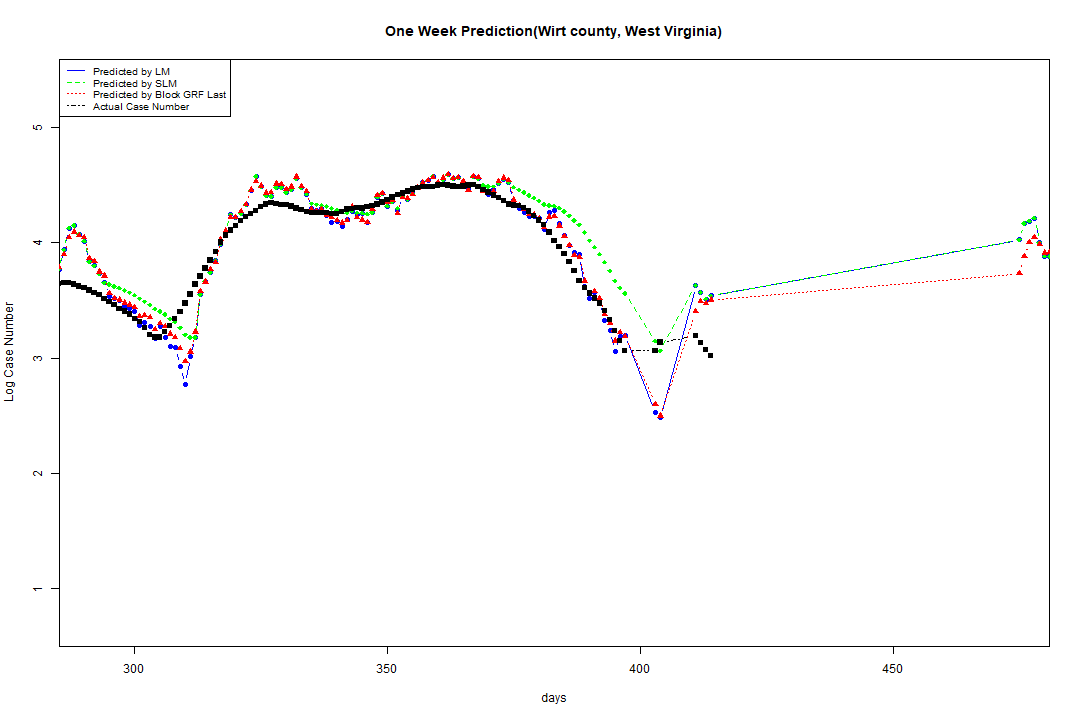 One Week Prediction(Wirt county, West Virginia)
Predicted by LM
Predicted by SLM
Predicted by Block GRF Last
Actual Case Number
5
4
3
2
1
Log Case Number
300 350 400 450
days